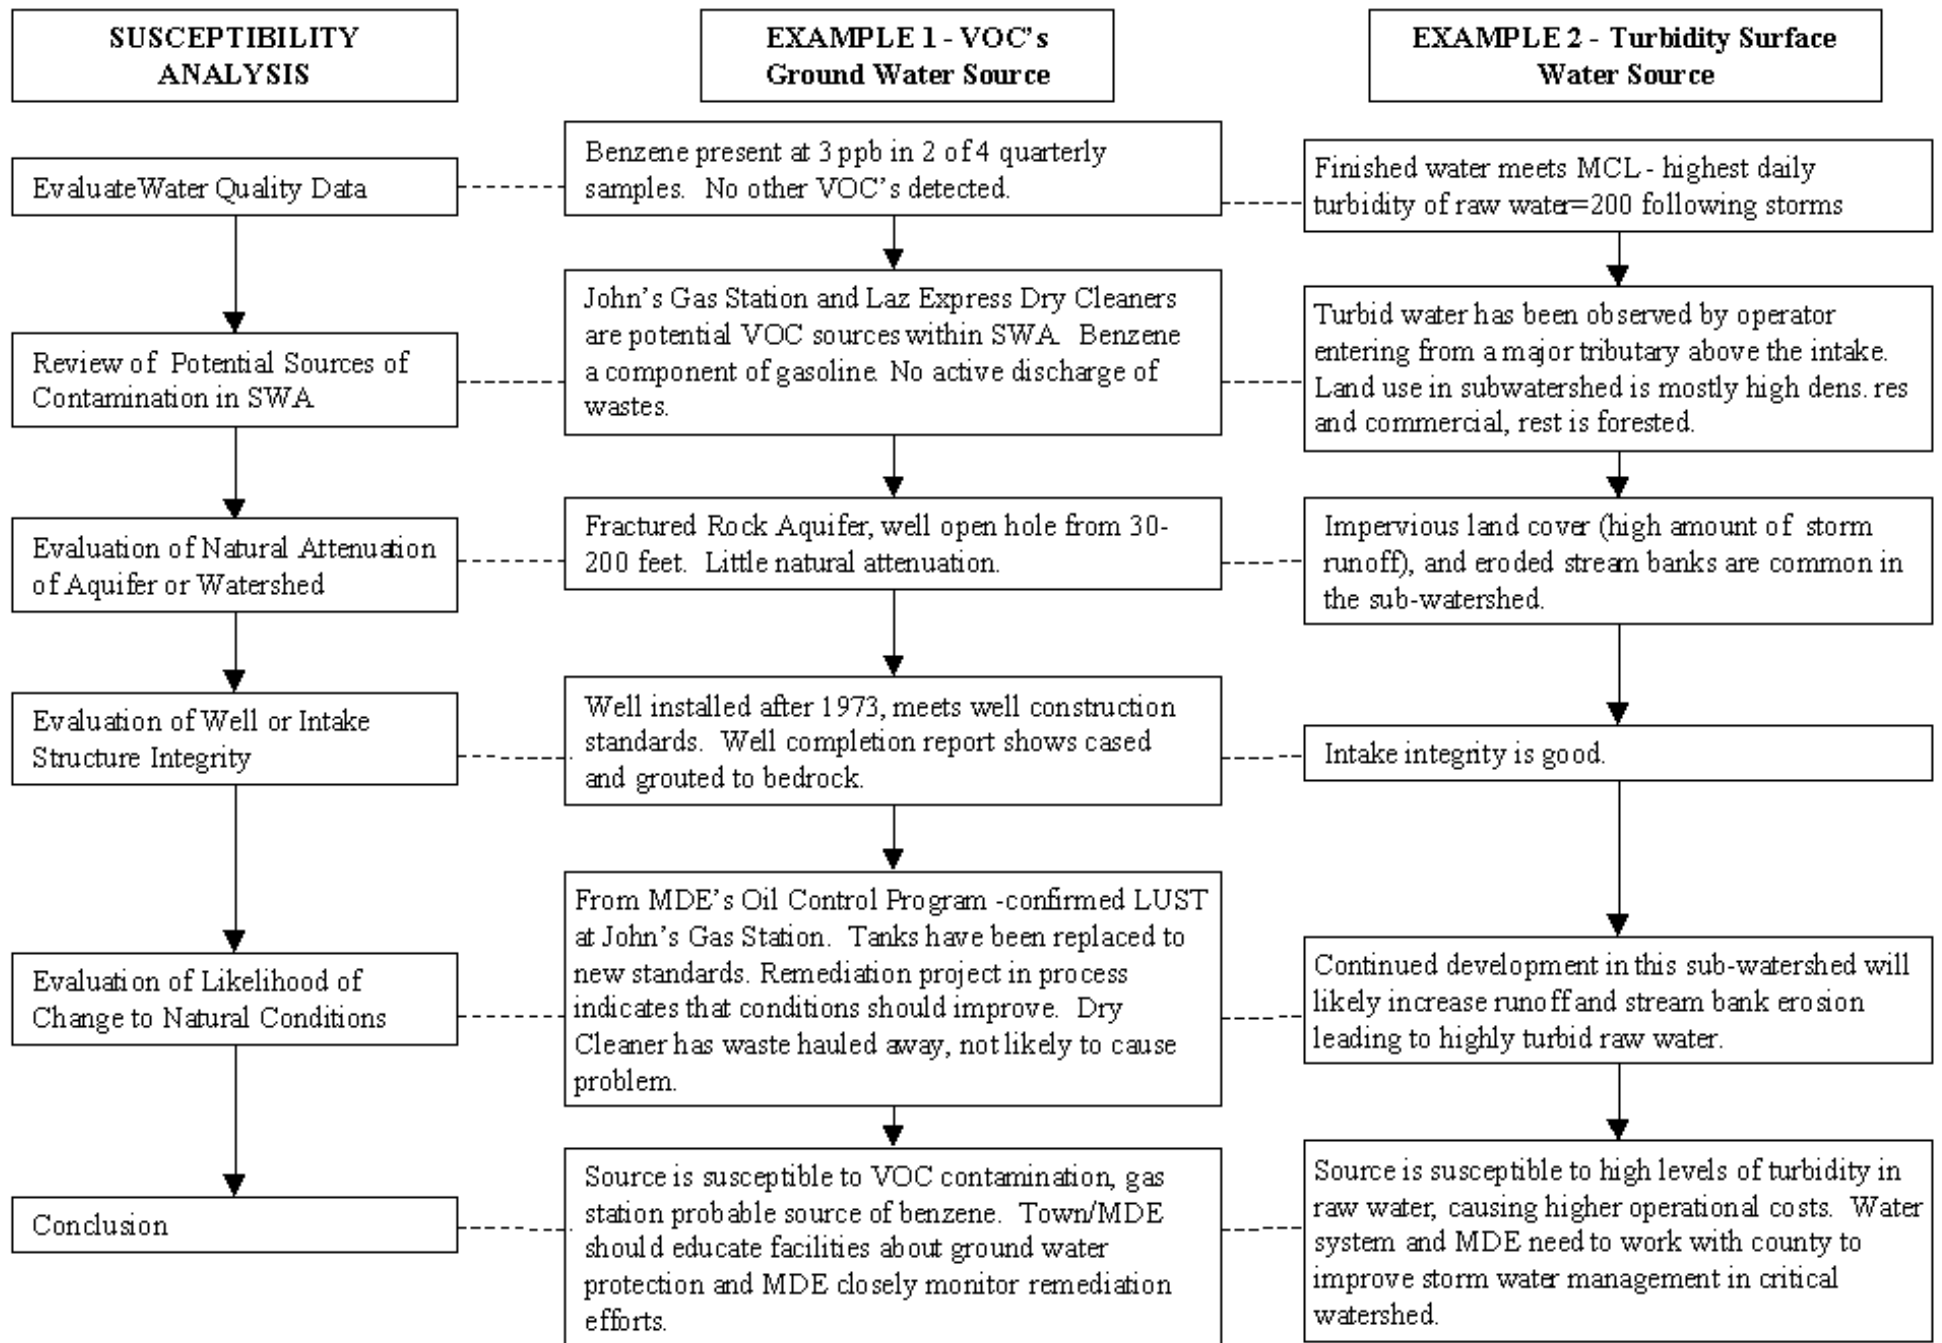 SUSCEPTIBILITY
ANALYSIS
EXAMPLE 1 - VOC's
Ground Water Source
EXAMPLE 2 - Turbidity Surface
Water Source
EvaluateWater Quality Data
Benzene present at 3 ppb in 2 of 4 quarterly
samples. No other VOC's detected.
Finished water meets MCL - highest daily
turbidity of raw water=200 following storms
Review of Potential Sources of
Contamination in SWA
John's Gas Station and Laz Express Dry Cleaners
are potential VOC sources within SWA. Benzene
a component of gasoline. No active discharge of
wastes.
Turbid water has been observed by operator
entering from a major tributary above the intake.
Land use in subwatershed is mostly high dens. res
and commercial, rest is forested.
Evaluation of Natural Attenuation
of Aquifer or Watershed
Fractured Rock Aquifer, well open hole from 30-
200 feet. Little natural attenuation.
Impervious land cover (high amount of storm
runoff), and eroded stream banks are common in
the sub-watershed.
Evaluation of Well or Intake
Structure Integrity
Well installed after 1973, meets well construction
standards. Well completion report shows cased
and grouted to bedrock.
Intake integrity is good.
Evaluation of Likelihood of
Change to Natural Conditions
From MDE's Oil Control Program -confirmed LUST
at John's Gas Station. Tanks have been replaced to
new standards. Remediation project in process
indicates that conditions should improve. Dry
Cleaner has waste hauled away, not likely to cause
problem.
Continued development in this sub-watershed will
likely increase runoff and stream bank erosion
leading to highly turbid raw water.
Conclusion
Source is susceptible to VOC contamination, gas
station probable source of benzene. Town/MDE
should educate facilities about ground water
protection and MDE closely monitor remediation
efforts.
Source is susceptible to high levels of turbidity in
raw water, causing higher operational costs. Water
system and MDE need to work with county to
improve storm water management in critical
watershed.